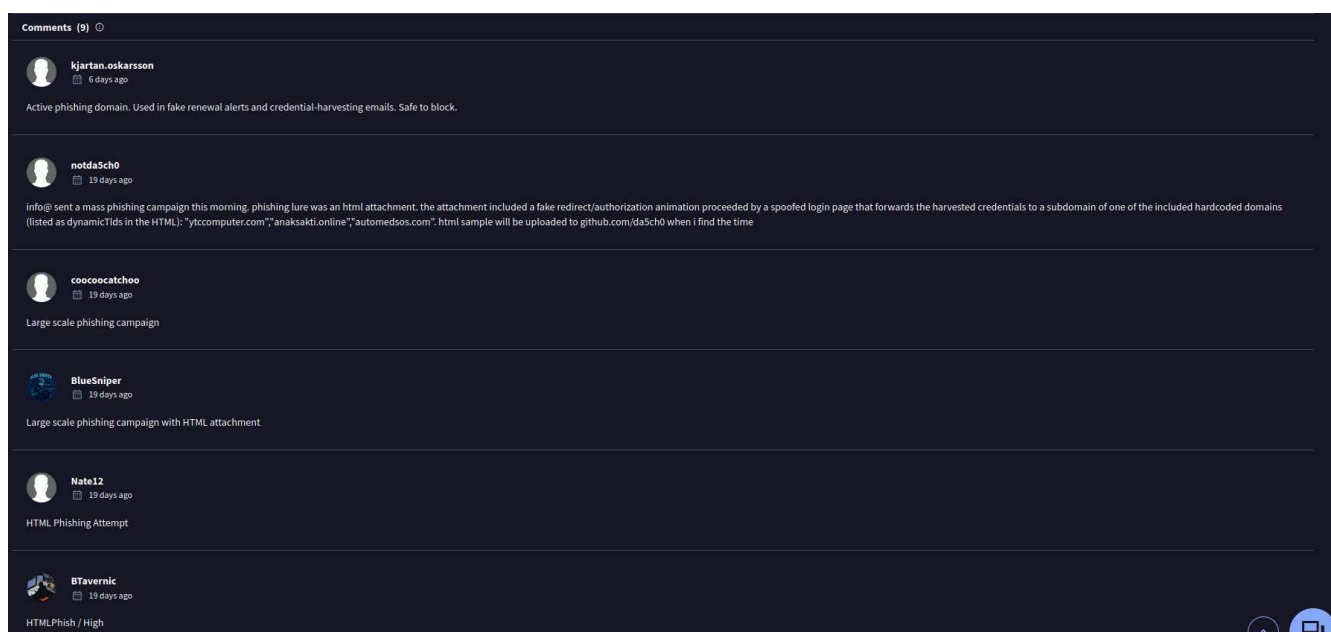 Comments (9)
kjartan.oskarsson
6 days ago
Active phishing domain. Used in fake renewal alerts and credential-harvesting emails. Safe to block.
notda5ch0
19 days ago
info@ sent a mass phishing campaign this morning. phishing lure was an html attachment. the attachment included a fake redirect/authorization animation proceeded by a spoofed login page that forwards the harvested credentials to a subdomain of one of the included hardcoded domains
(listed as dynamicTlds in the HTML): "ytccomputer.com","anaksakti.online","automedsos.com". html sample will be uploaded to github.com/da5ch0 when i find the time
coocoocatchoo
19 days ago
Large scale phishing campaign
BlueSniper
19 days ago
Large scale phishing campaign with HTML attachment
Nate12
19 days ago
HTML Phishing Attempt
BTavernic
19 days ago
HTMLPhish / High